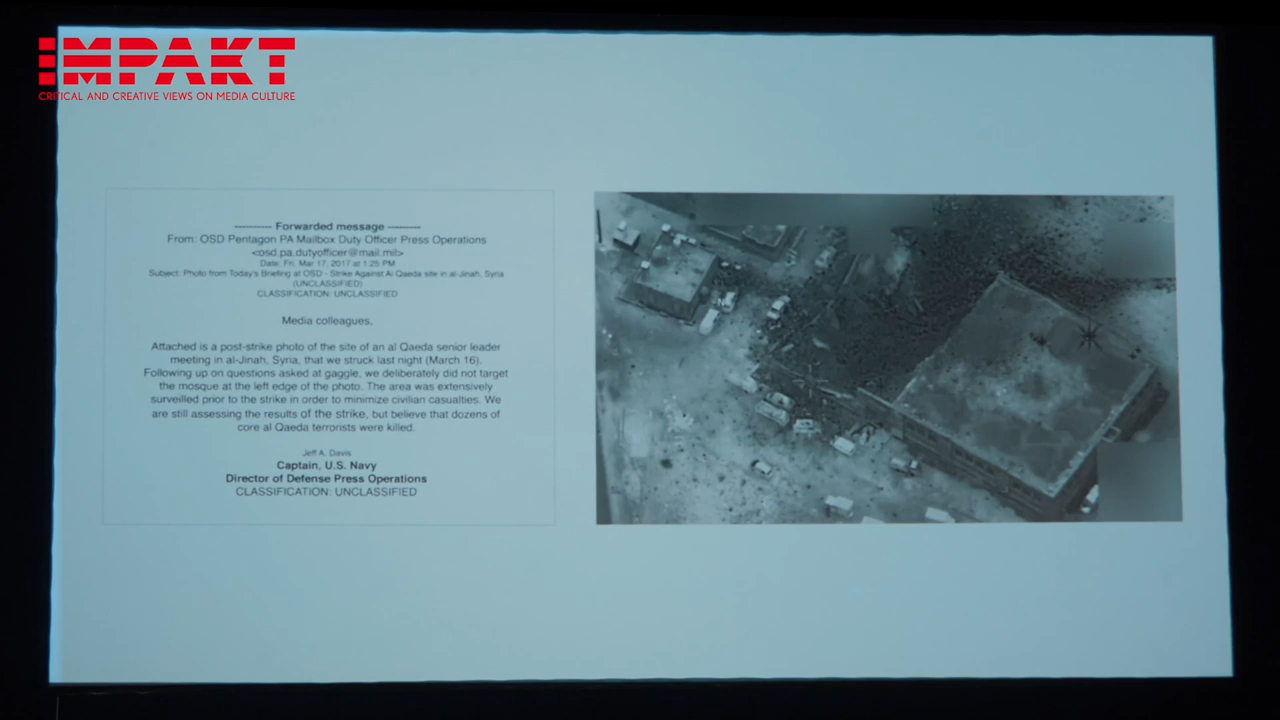 IMPAKT
CRITICAL AND CREATIVE VIEWS ON MEDIA CULTURE
---------- Forwarded message ----------
From: OSD Pentagon PA Mailbox Duty Officer Press Operations
<osd.pa.dutyofficer@mail.mil>
Date: Fri, Mar 17, 2017 at 1:25 PM
Subject: Photo from Today's Briefing at OSD - Strike Against Al Qaeda site in al-Jinah, Syria
(UNCLASSIFIED)
CLASSIFICATION: UNCLASSIFIED
Media colleagues,
Attached is a post-strike photo of the site of an al Qaeda senior leader
meeting in al-Jinah, Syria, that we struck last night (March 16).
Following up on questions asked at gaggle, we deliberately did not target
the mosque at the left edge of the photo. The area was extensively
surveilled prior to the strike in order to minimize civilian casualties. We
are still assessing the results of the strike, but believe that dozens of
core al Qaeda terrorists were killed.
Jeff A. Davis
Captain, U.S. Navy
Director of Defense Press Operations
CLASSIFICATION: UNCLASSIFIED